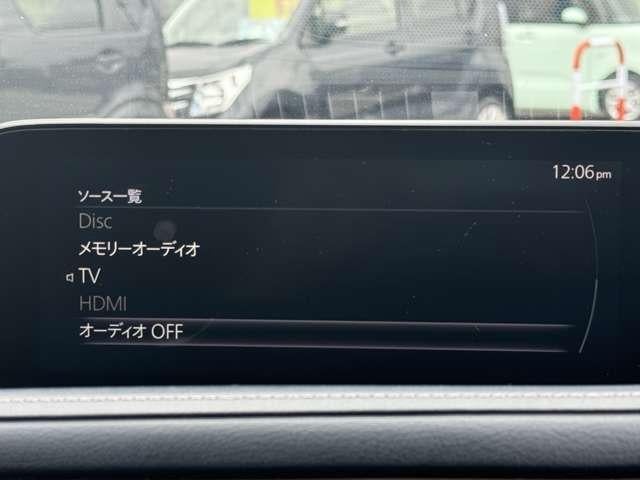 12:06pm
ソース一覧
Disc
メモリーオーディオ
TV
HDMI
オーディオ OFF